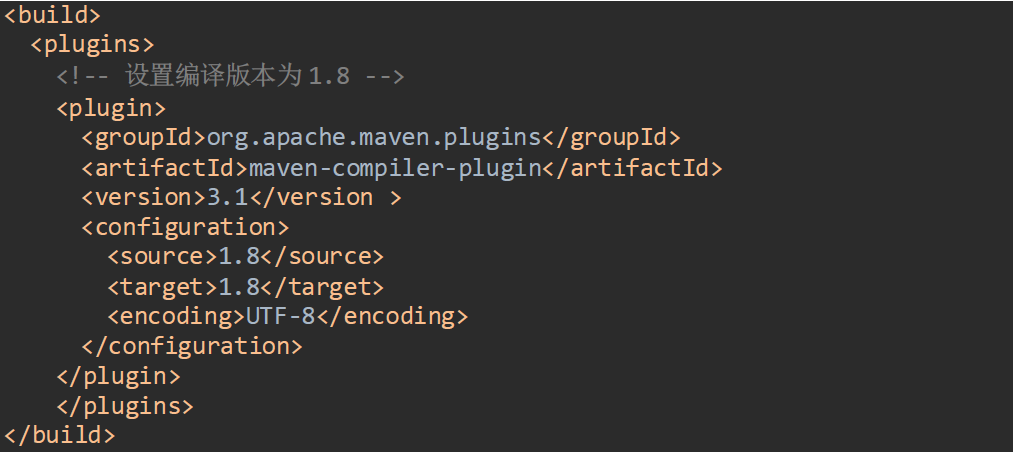 <build>
<plugins>
<!-- 设置编译版本为1.8 -->
<plugin>
<groupId>org.apache.maven.plugins</groupId>
<artifactId>maven-compiler-plugin</artifactId>
<version>3.1</version >
<configuration>
<source>1.8</source>
<target>1.8</target>
<encoding>UTF-8</encoding>
</configuration>
</plugin>
</plugins>
</build>